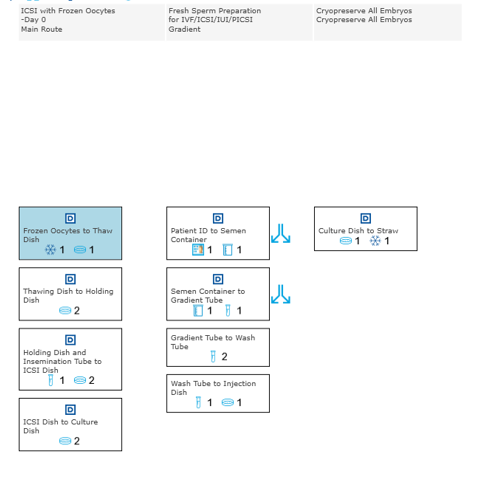 ICSI with Frozen Oocytes
-Day 0
Main Route
Fresh Sperm Preparation
for IVF/ICSI/IUI/PICSI
Gradient
Cryopreserve All Embryos
Cryopreserve All Embryos
D
Frozen Oocytes to Thaw
Dish
1 1
D
Thawing Dish to Holding
Dish
2
D
Holding Dish and
Insemination Tube to
ICSI Dish
1 2
D
ICSI Dish to Culture
Dish
2
D
Patient ID to Semen
Container
1 1
D
Semen Container to
Gradient Tube
1 1
Gradient Tube to Wash
Tube
2
Wash Tube to Injection
Dish
1 1
D
Culture Dish to Straw
1 1